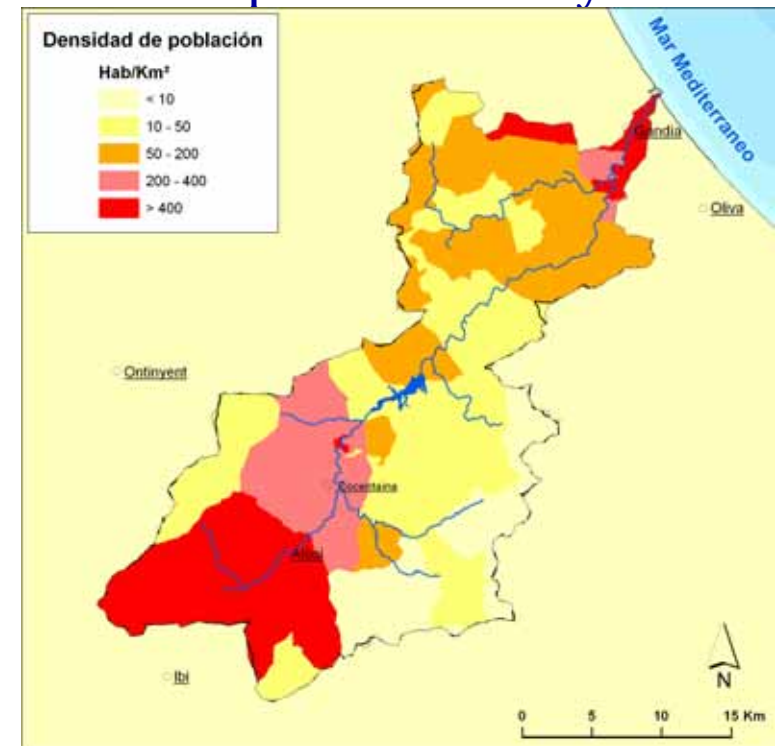 Densidad de población
Hab/Km²
< 10
10 - 50
50 - 200
200 - 400
> 400
Mar Mediterraneo
Gandia
Oliva
Ontinyent
Cocentaina
Alcoi
Ibi
N
0 5 10 15 Km